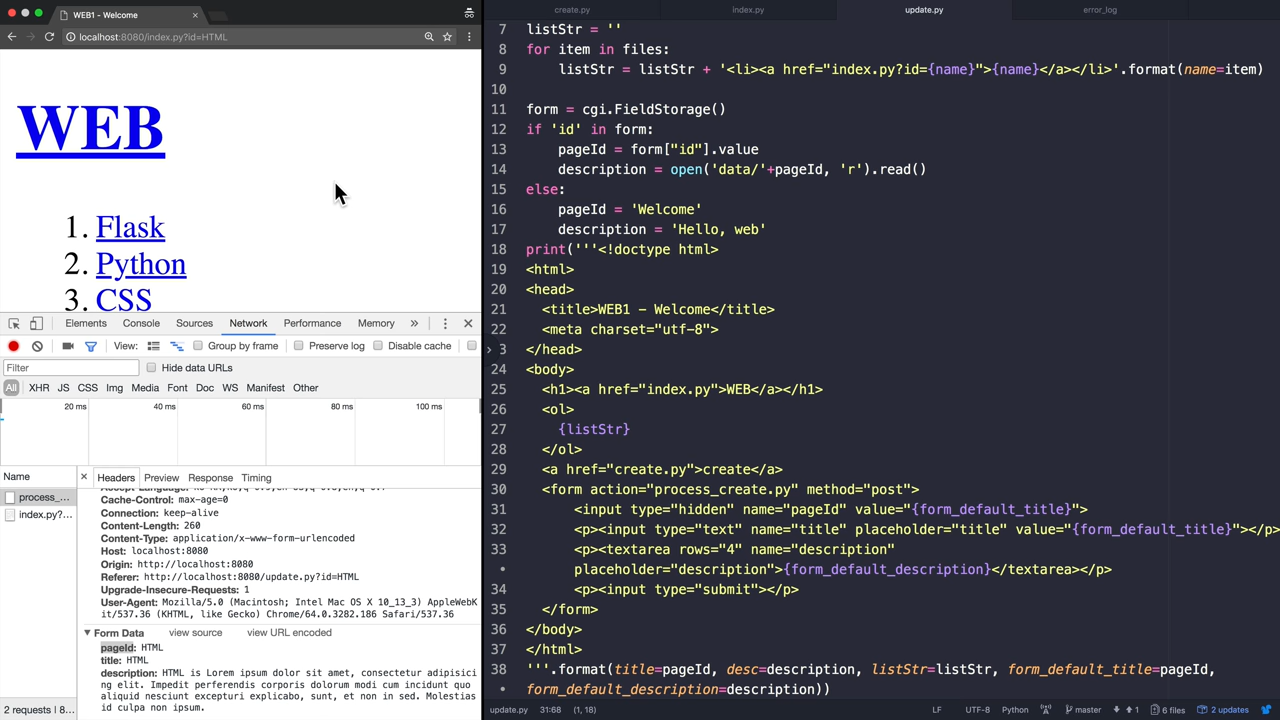 WEB1 - Welcome
localhost:8080/index.py?id=HTML
WEB
1. Flask
2. Python
3. CSS
Elements Console Sources Network Performance Memory »
View: Group by frame Preserve log Disable cache
Filter Hide data URLs
All XHR JS CSS Img Media Font Doc WS Manifest Other
20 ms 40 ms 60 ms 80 ms 100 ms
Name
process_...
index.py?...
2 requests | 8...
× Headers Preview Response Timing
Cache-Control: max-age=0
Connection: keep-alive
Content-Length: 260
Content-Type: application/x-www-form-urlencoded
Host: localhost:8080
Origin: http://localhost:8080
Referer: http://localhost:8080/update.py?id=HTML
Upgrade-Insecure-Requests: 1
User-Agent: Mozilla/5.0 (Macintosh; Intel Mac OS X 10_13_3) AppleWebK
it/537.36 (KHTML, like Gecko) Chrome/64.0.3282.186 Safari/537.36
Form Data view source view URL encoded
pageId: HTML
title: HTML
description: HTML is Lorem ipsum dolor sit amet, consectetur adipisici
ng elit. Impedit perferendis corporis dolorum modi cum incidunt quo
aliquid nesciunt excepturi explicabo, sunt, et non in sed. Molestias
id culpa non ipsum.
create.py index.py update.py error_log
7 listStr = ''
8 for item in files:
9 listStr = listStr + '<li><a href="index.py?id={name}">{name}</a></li>'.format(name=item)
10
11 form = cgi.FieldStorage()
12 if 'id' in form:
13 pageId = form["id"].value
14 description = open('data/'+pageId, 'r').read()
15 else:
16 pageId = 'Welcome'
17 description = 'Hello, web'
18 print('''<!doctype html>
19 <html>
20 <head>
21 <title>WEB1 - Welcome</title>
22 <meta charset="utf-8">
3 </head>
24 <body>
25 <h1><a href="index.py">WEB</a></h1>
26 <ol>
27 {listStr}
28 </ol>
29 <a href="create.py">create</a>
30 <form action="process_create.py" method="post">
31 <input type="hidden" name="pageId" value="{form_default_title}">
32 <p><input type="text" name="title" placeholder="title" value="{form_default_title}"></p>
33 <p><textarea rows="4" name="description"
• placeholder="description">{form_default_description}</textarea></p>
34 <p><input type="submit"></p>
35 </form>
36 </body>
37 </html>
38 '''.format(title=pageId, desc=description, listStr=listStr, form_default_title=pageId,
• form_default_description=description))
update.py 31:68 (1, 18) LF UTF-8 Python master 1 6 files 2 updates